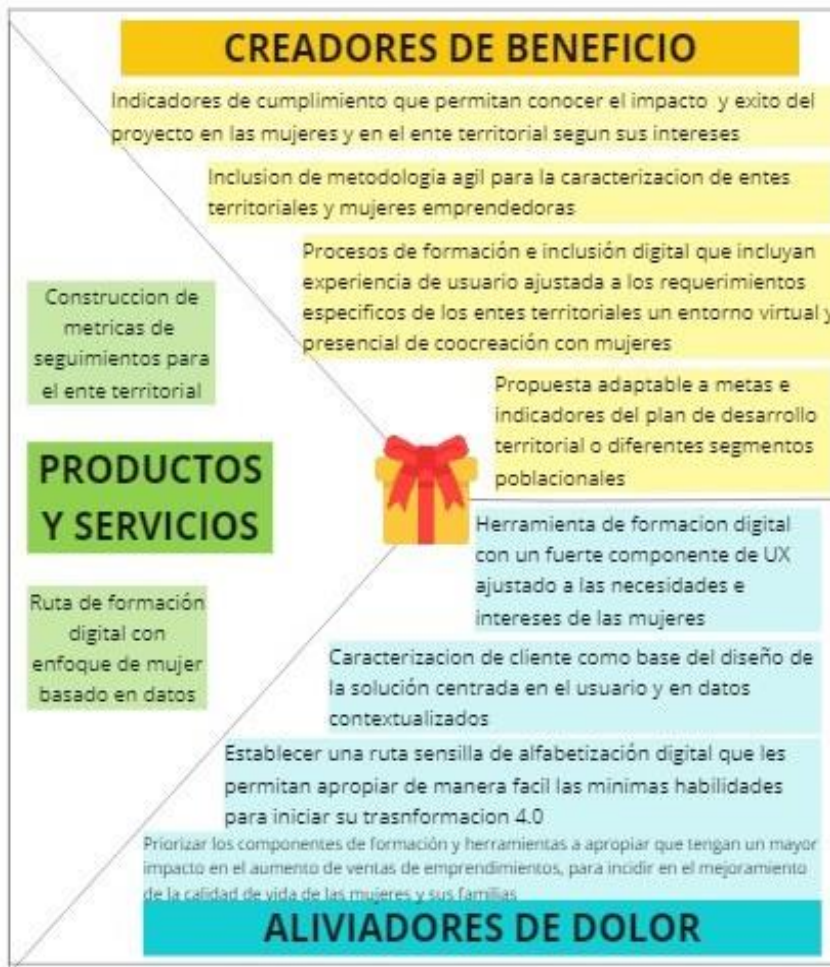 CREADORES DE BENEFICIO
Indicadores de cumplimiento que permitan conocer el impacto y exito del
proyecto en las mujeres y en el ente territorial segun sus intereses
Inclusion de metodologia agil para la caracterizacion de entes
territoriales y mujeres emprendedoras
Procesos de formación e inclusión digital que incluyan
experiencia de usuario ajustada a los requerimientos
especificos de los entes territoriales un entorno virtual y
presencial de coocreación con mujeres
Propuesta adaptable a metas e
indicadores del plan de desarrollo
territorial o diferentes segmentos
poblacionales
Construccion de
metricas de
seguimientos para
el ente territorial
PRODUCTOS
Y SERVICIOS
Ruta de formación
digital con
enfoque de mujer
basado en datos
Herramienta de formacion digital
con un fuerte componente de UX
ajustado a las necesidades e
intereses de las mujeres
Caracterizacion de cliente como base del diseño de
la solución centrada en el usuario y en datos
contextualizados
Establecer una ruta sensilla de alfabetización digital que les
permitan apropiar de manera facil las minimas habilidades
para iniciar su trasnformacion 4.0
Priorizar los componentes de formación y herramientas a apropiar que tengan un mayor
impacto en el aumento de ventas de emprendimientos, para incidir en el mejoramiento
de la calidad de vida de las mujeres y sus familias
ALIVIADORES DE DOLOR